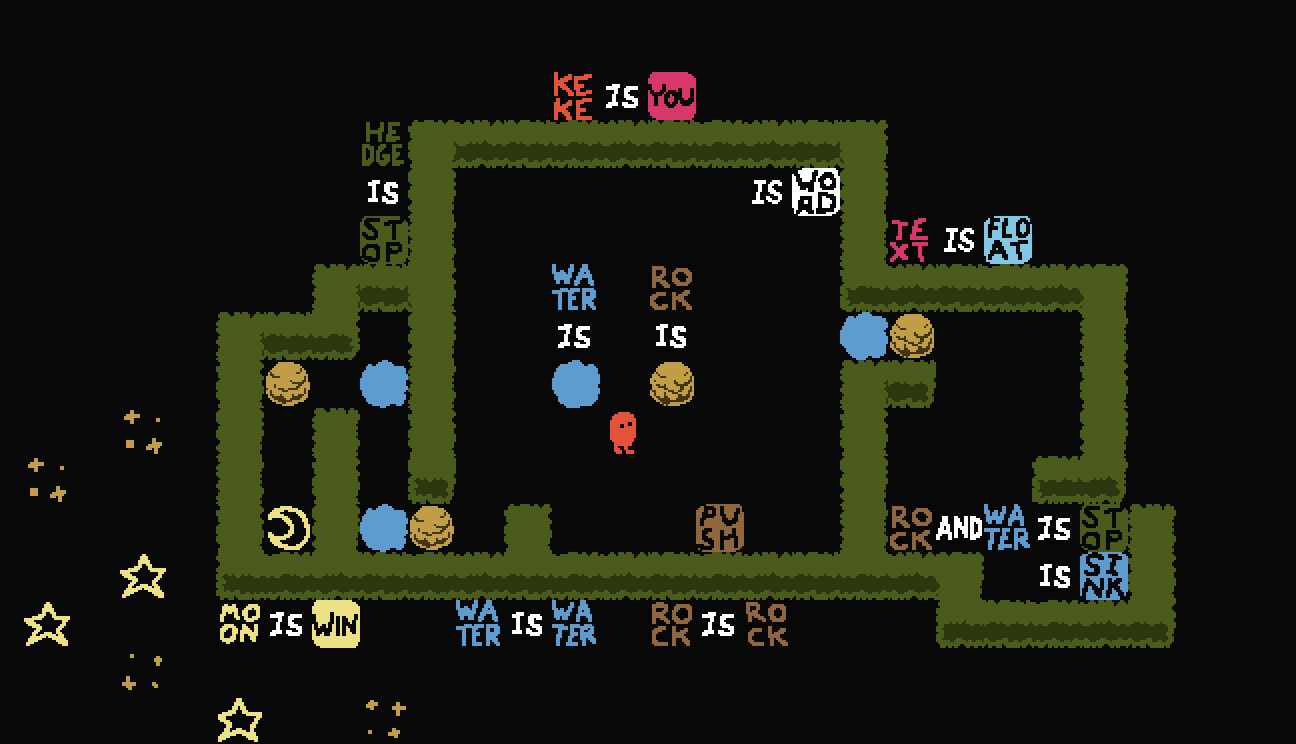 KEKE IS YOU
HEDGE IS STOP
IS WORD
TEXT IS FLOAT
WATER IS
ROCK IS
PUSH
ROCK AND WATER IS STOP
IS SINK
MOON IS WIN
WATER IS WATER
ROCK IS ROCK